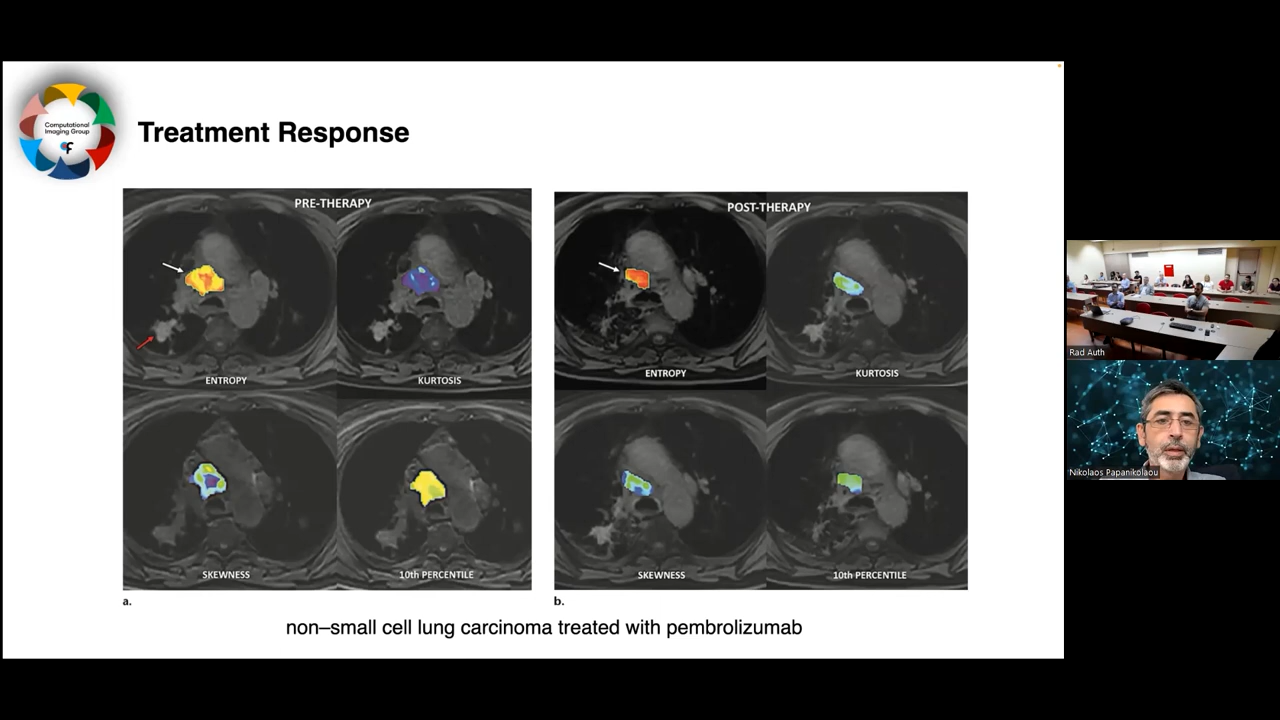 Computational
Imaging Group
Treatment Response
PRE-THERAPY
ENTROPY
KURTOSIS
SKEWNESS
10th PERCENTILE
a.
POST-THERAPY
ENTROPY
KURTOSIS
SKEWNESS
10th PERCENTILE
b.
non–small cell lung carcinoma treated with pembrolizumab
Rad Auth
Nikolaos Papanikolaou